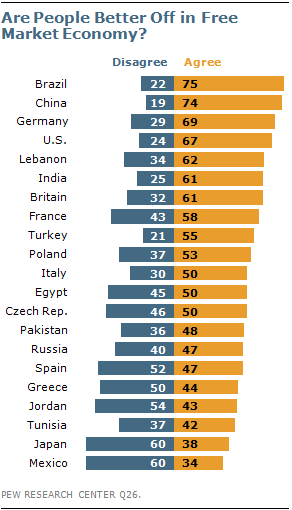 Are People Better Off in Free
Market Economy?
Disagree Agree
Brazil 22 75
China 19 74
Germany 29 69
U.S. 24 67
Lebanon 34 62
India 25 61
Britain 32 61
France 43 58
Turkey 21 55
Poland 37 53
Italy 30 50
Egypt 45 50
Czech Rep. 46 50
Pakistan 36 48
Russia 40 47
Spain 52 47
Greece 50 44
Jordan 54 43
Tunisia 37 42
Japan 60 38
Mexico 60 34
PEW RESEARCH CENTER Q26.